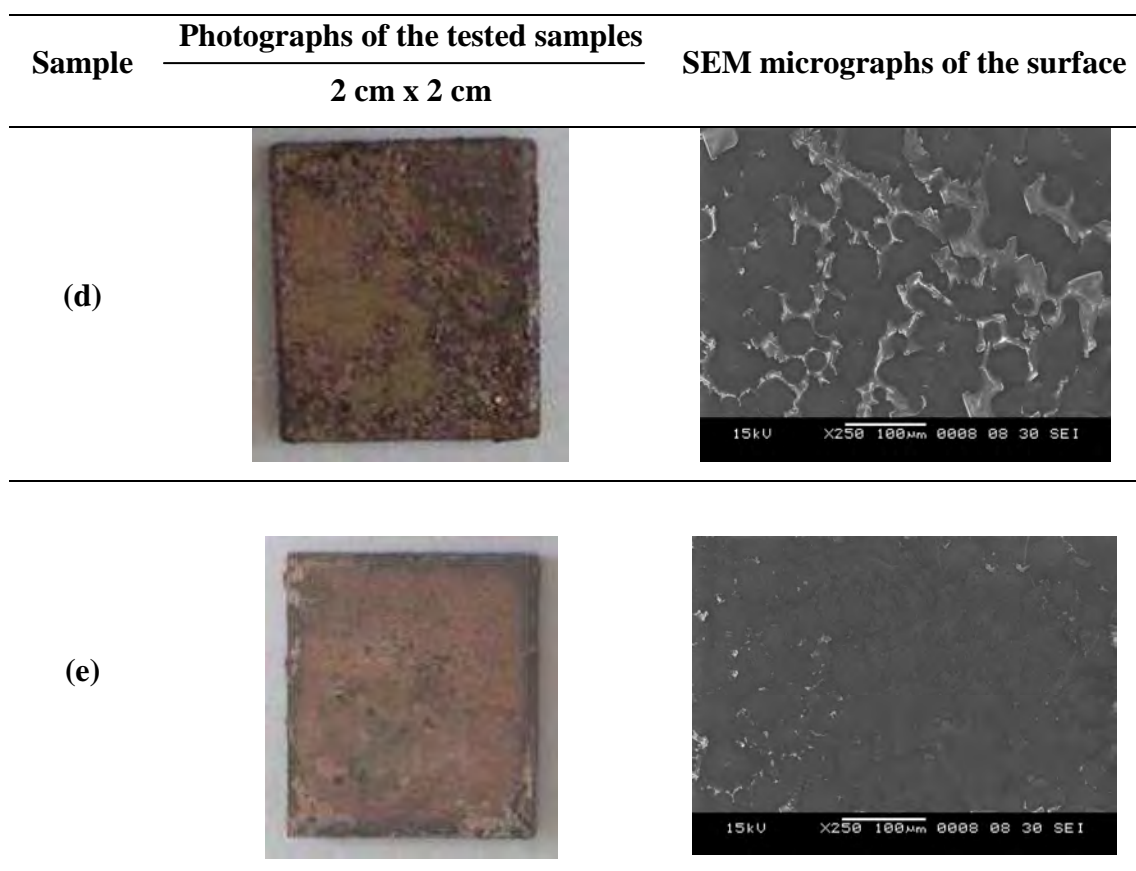 Sample
Photographs of the tested samples
2 cm x 2 cm
SEM micrographs of the surface
(d)
15kU X250 100µm 0008 08 30 SEI
(e)
15kU X250 100µm 0008 08 30 SEI